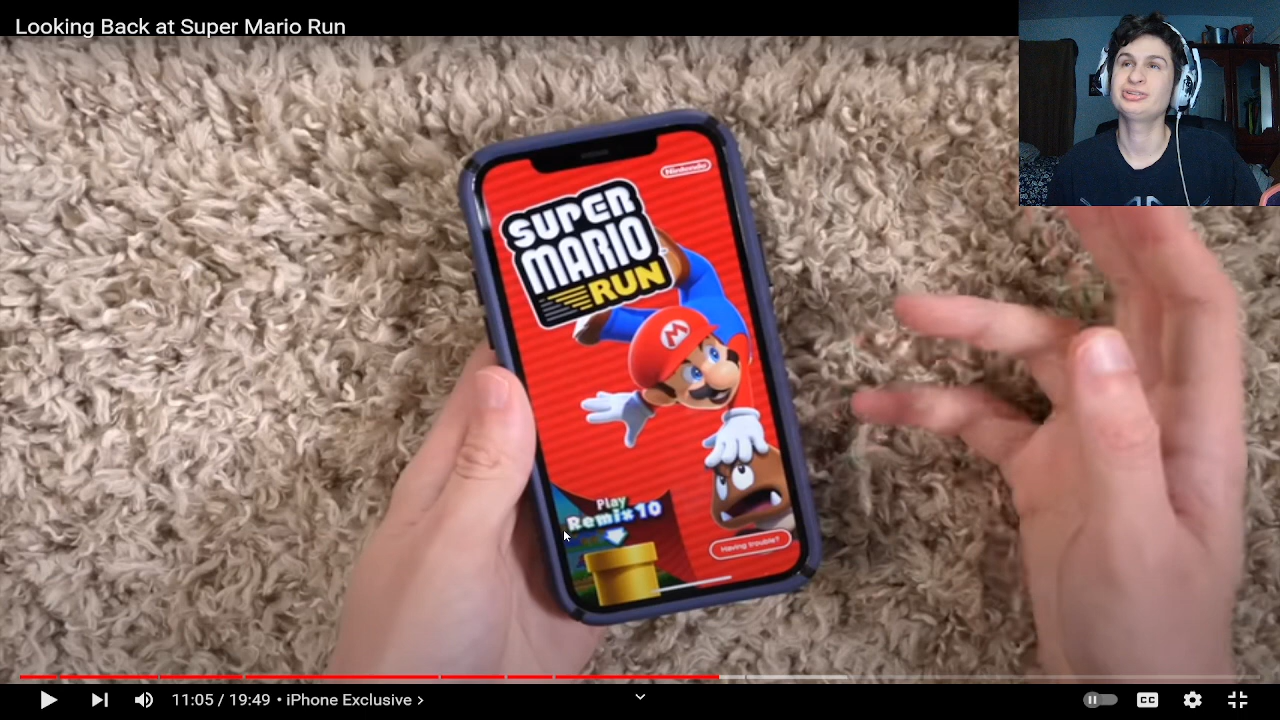 Looking Back at Super Mario Run
Nintendo
SUPER
MARIO
RUN
M
Play
Remix10
Having trouble?
11:05 / 19:49 • iPhone Exclusive >
CC